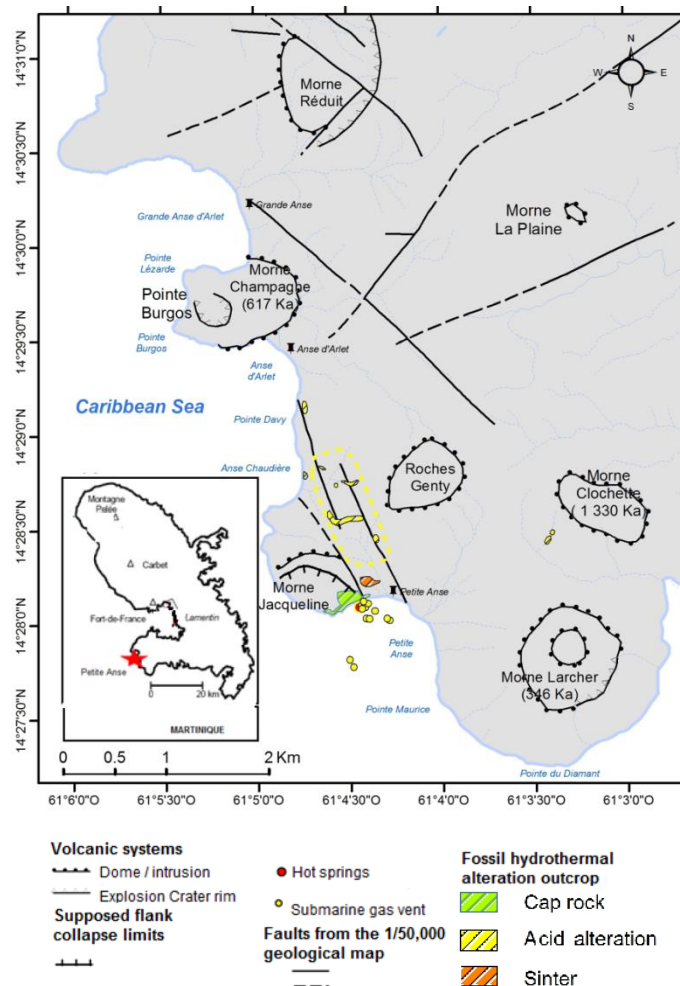 N
W
E
S
14°31'0"N
14°30'30"N
14°30'0"N
14°29'30"N
14°29'0"N
14°28'30"N
14°28'0"N
14°27'30"N
Morne
Réduit
Grande Anse
Grande Anse d'Arlet
Morne
La Plaine
Pointe
Lézarde
Morne
Champagne
(617 Ka)
Pointe
Burgos
Pointe
Burgos
Anse d'Arlet
Anse
d'Arlet
Caribbean Sea
Pointe Davy
Anse Chaudière
Roches
Genty
Morne
Clochette
( 1 330 Ka)
Morne
Jacqueline
Petite Anse
Petite
Anse
Morne Larcher
(346 Ka)
Pointe Maurice
Pointe du Diamant
Montagne
Pelée
Carbet
Fort-de-France
Lamentin
Petite Anse
0 20 km
MARTINIQUE
0 0.5 1 2 Km
61°6'0"O 61°5'30"O 61°5'0"O 61°4'30"O 61°4'0"O 61°3'30"O 61°3'0"O
Volcanic systems
Dome / intrusion
Explosion Crater rim
Supposed flank
collapse limits
Hot springs
Submarine gas vent
Faults from the 1/50,000
geological map
Fossil hydrothermal
alteration outcrop
Cap rock
Acid alteration
Sinter